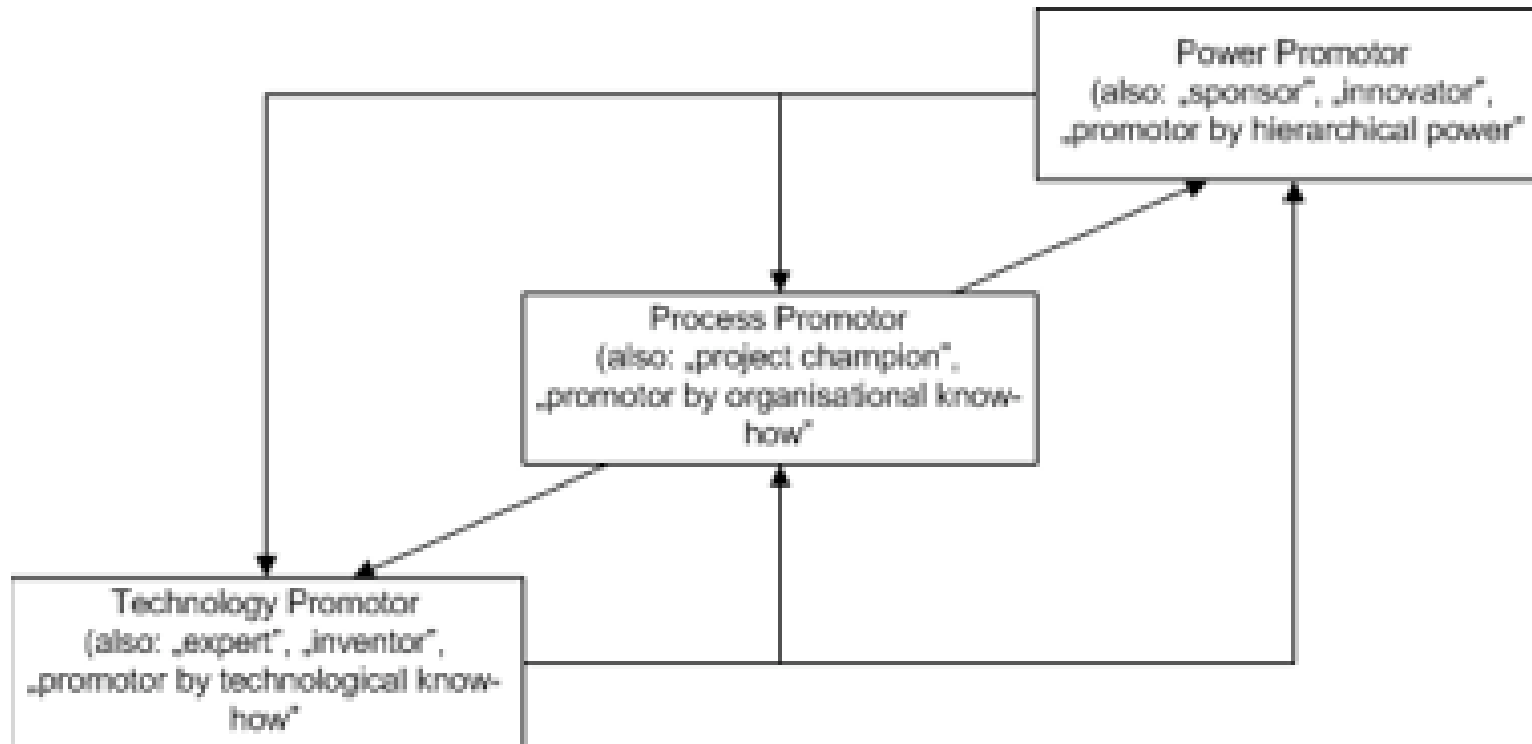 Power Promotor
(also: „sponsor“, „innovator“,
„promotor by hierarchical power“
Process Promotor
(also: „project champion“,
„promotor by organisational know-
how“
Technology Promotor
(also: „expert“, „inventor“,
„promotor by technological know-
how“